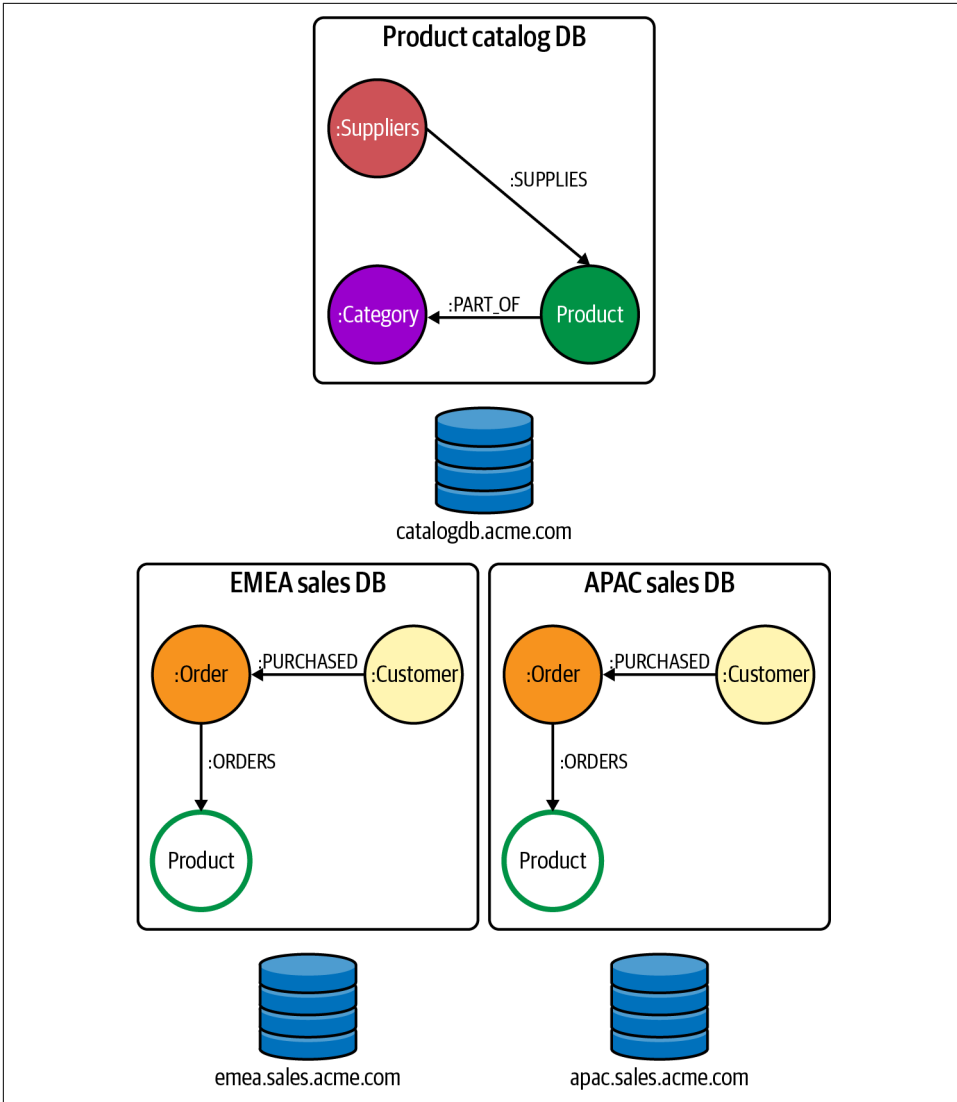 Product catalog DB
:Suppliers
:SUPPLIES
:Category
:PART_OF
Product
catalogdb.acme.com
EMEA sales DB
:Order
:PURCHASED
:Customer
:ORDERS
Product
emea.sales.acme.com
APAC sales DB
:Order
:PURCHASED
:Customer
:ORDERS
Product
apac.sales.acme.com